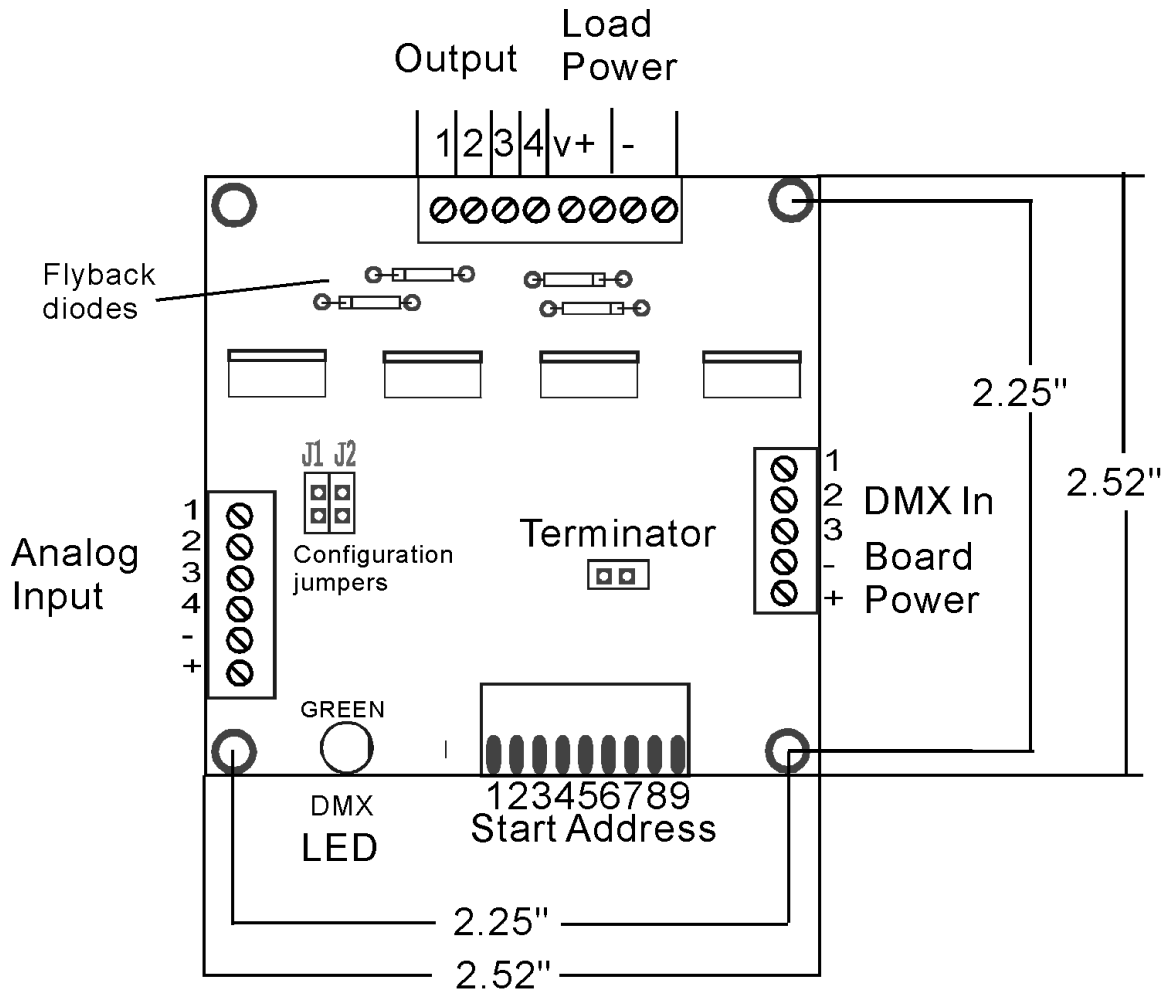 Output
Load
Power
1 2 3 4 v+ -
Flyback
diodes
2.25"
2.52"
J1 J2
Configuration
jumpers
Analog
Input
1
2
3
4
-
+
Terminator
1
2
3
-
+
DMX In
Board
Power
GREEN
DMX
LED
123456789
Start Address
2.25"
2.52"